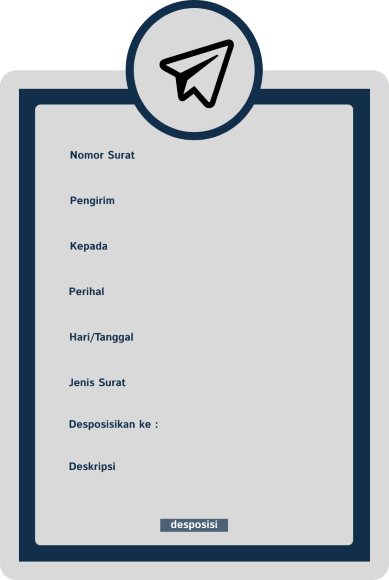 Nomor Surat
Pengirim
Kepada
Perihal
Hari/Tanggal
Jenis Surat
Desposisikan ke :
Deskripsi
desposisi